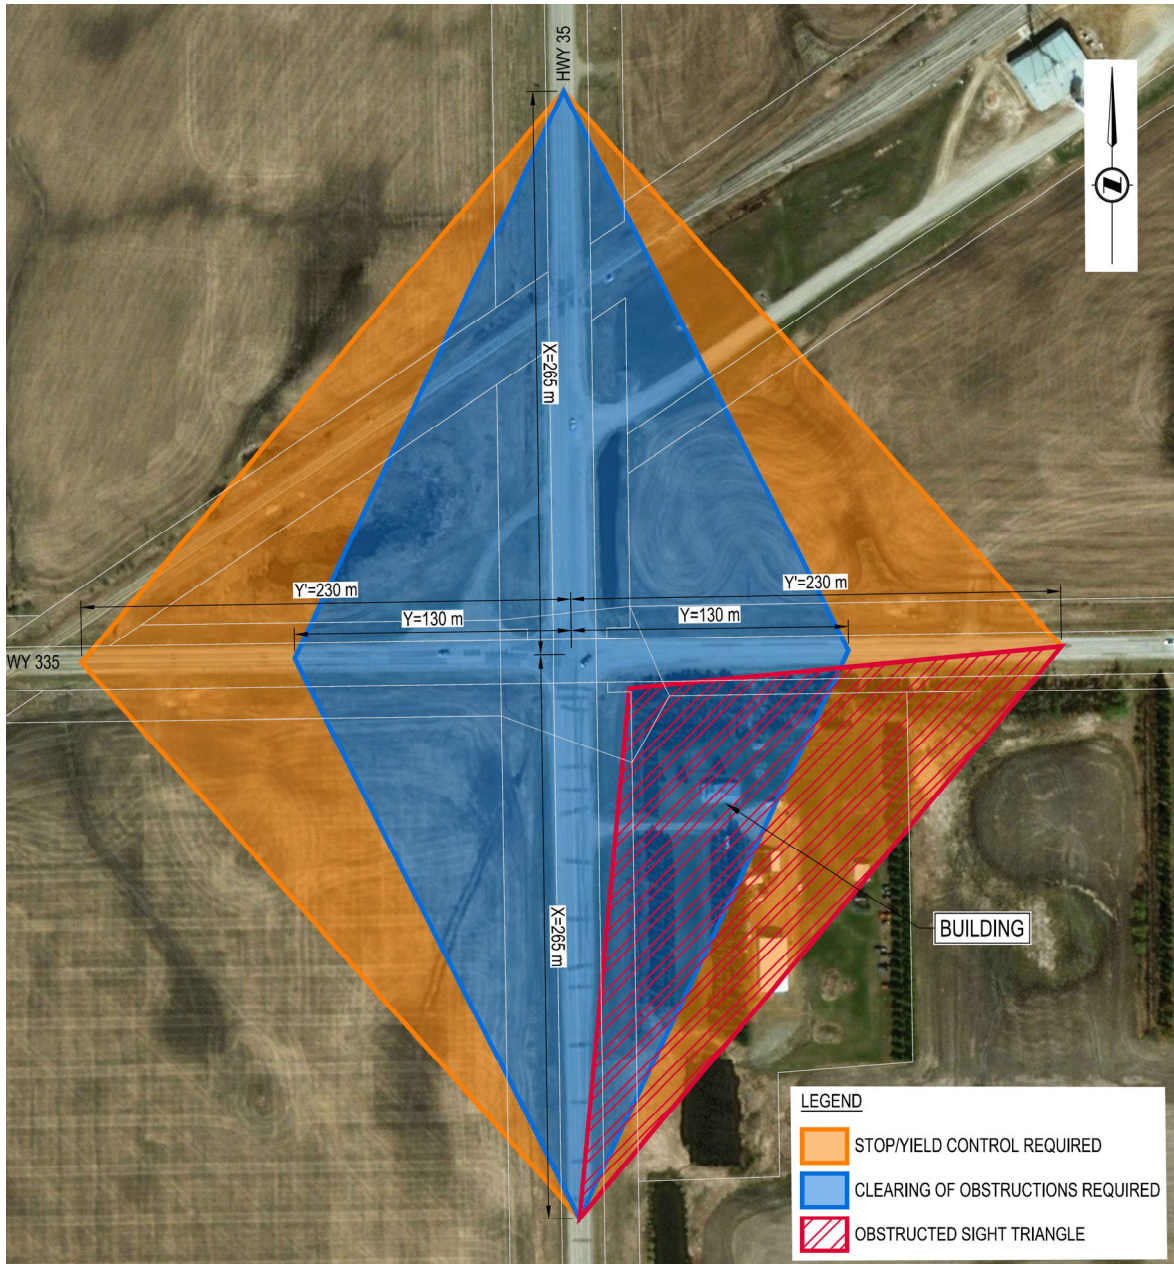 HWY 35
X=265 m
Y'=230 m
Y'=230 m
Y=130 m
Y=130 m
WY 335
X=265 m
BUILDING
LEGEND
STOP/YIELD CONTROL REQUIRED
CLEARING OF OBSTRUCTIONS REQUIRED
OBSTRUCTED SIGHT TRIANGLE